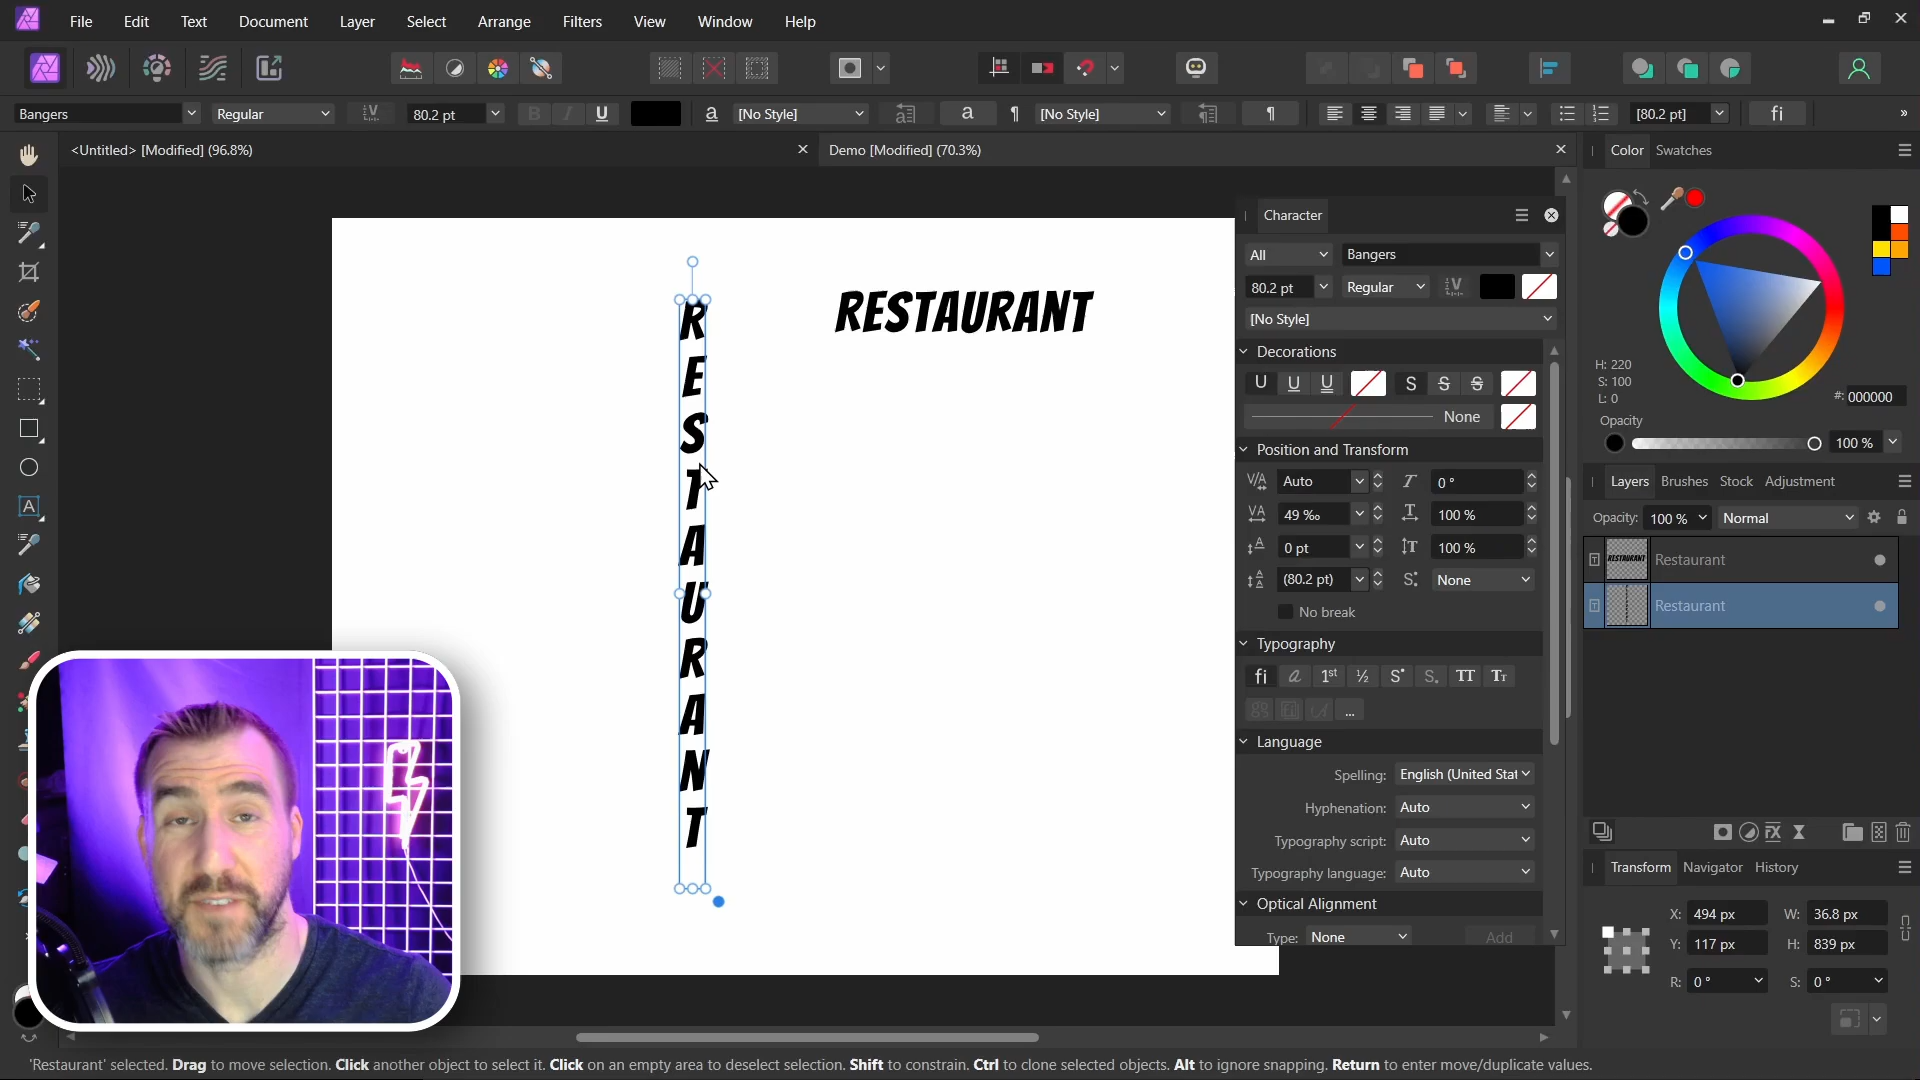 File Edit Text Document Layer Select Arrange Filters View Window Help
Bangers Regular 80.2 pt B I U a [No Style] a ¶ [No Style] ¶ [80.2 pt] fi »
<Untitled> [Modified] (96.8%)
Demo [Modified] (70.3%)
R
E
S
T
A
U
R
A
N
T
RESTAURANT
Character
All Bangers
80.2 pt Regular
[No Style]
Decorations
U U U S S S
None
Position and Transform
Auto 0 °
49 ‰ 100 %
0 pt 100 %
(80.2 pt) None
No break
Typography
fi a 1st ½ S S TT Tт
...
Language
Spelling: English (United Stat
Hyphenation: Auto
Typography script: Auto
Typography language: Auto
Optical Alignment
Type: None Add
Color Swatches
H: 220
S: 100
L: 0
#: 000000
Opacity
100 %
Layers Brushes Stock Adjustment
Opacity: 100 % Normal
Restaurant
Restaurant
Transform Navigator History
X: 494 px W: 36.8 px
Y: 117 px H: 839 px
R: 0 ° S: 0 °
'Restaurant' selected. Drag to move selection. Click another object to select it. Click on an empty area to deselect selection. Shift to constrain. Ctrl to clone selected objects. Alt to ignore snapping. Return to enter move/duplicate values.